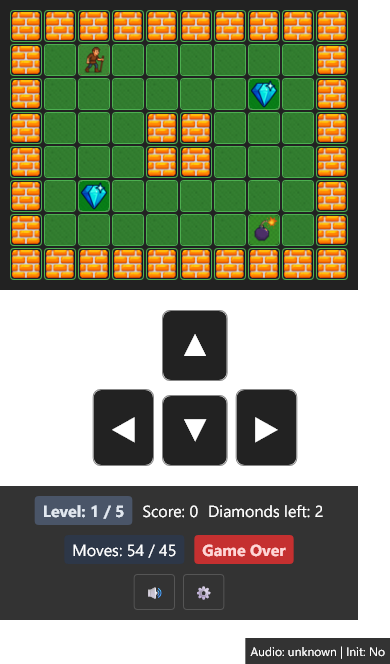 Level: 1 / 5 Score: 0 Diamonds left: 2
Moves: 54 / 45 Game Over
Audio: unknown | Init: No